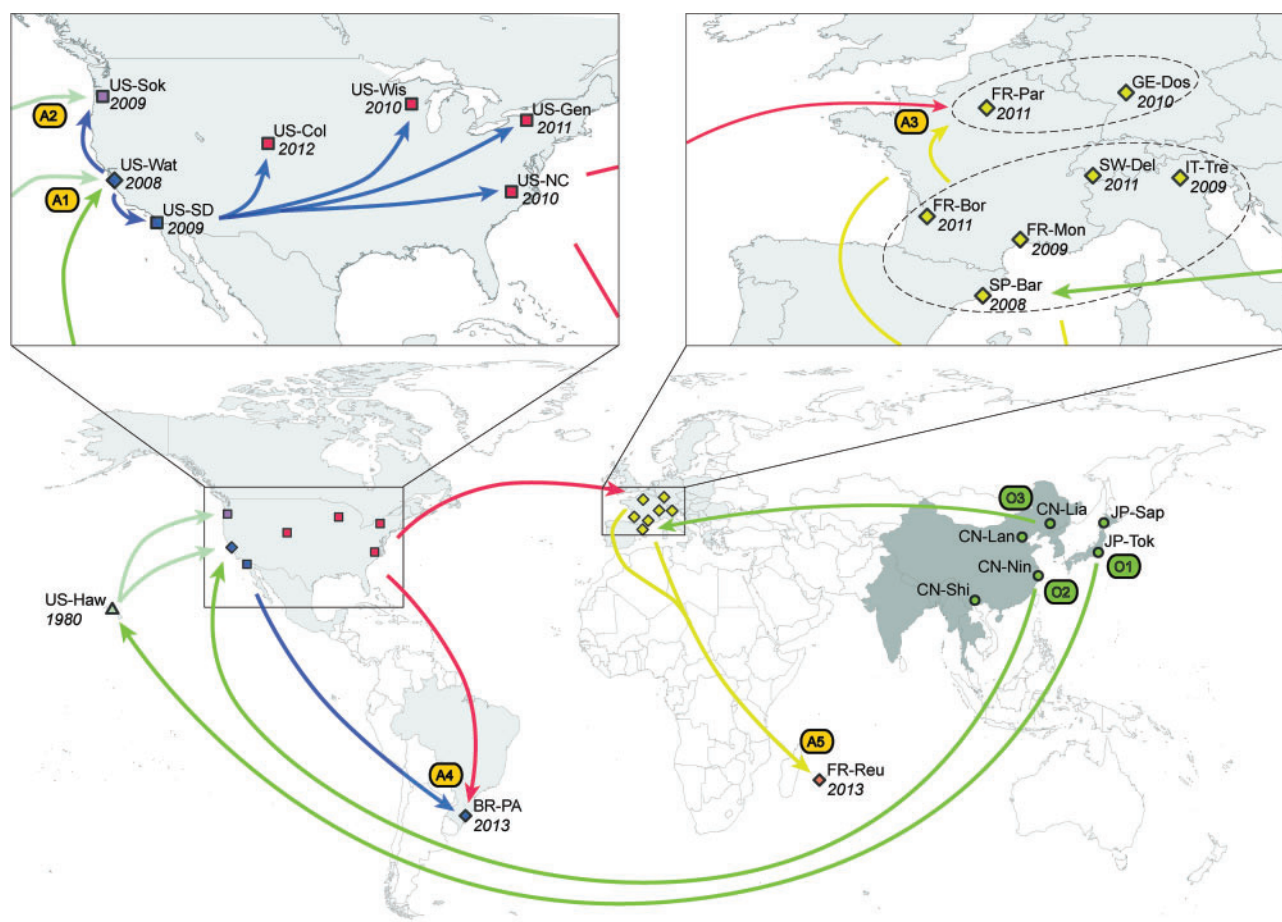 US-Sok
2009
A2
US-Wat
2008
A1
US-SD
2009
US-Col
2012
US-Wis
2010
US-Gen
2011
US-NC
2010
FR-Par
2011
GE-Dos
2010
A3
SW-Del
2011
IT-Tre
2009
FR-Bor
2011
FR-Mon
2009
SP-Bar
2008
US-Haw
1980
O3
CN-Lia
JP-Sap
CN-Lan
JP-Tok
O1
CN-Nin
O2
CN-Shi
A4
BR-PA
2013
A5
FR-Reu
2013